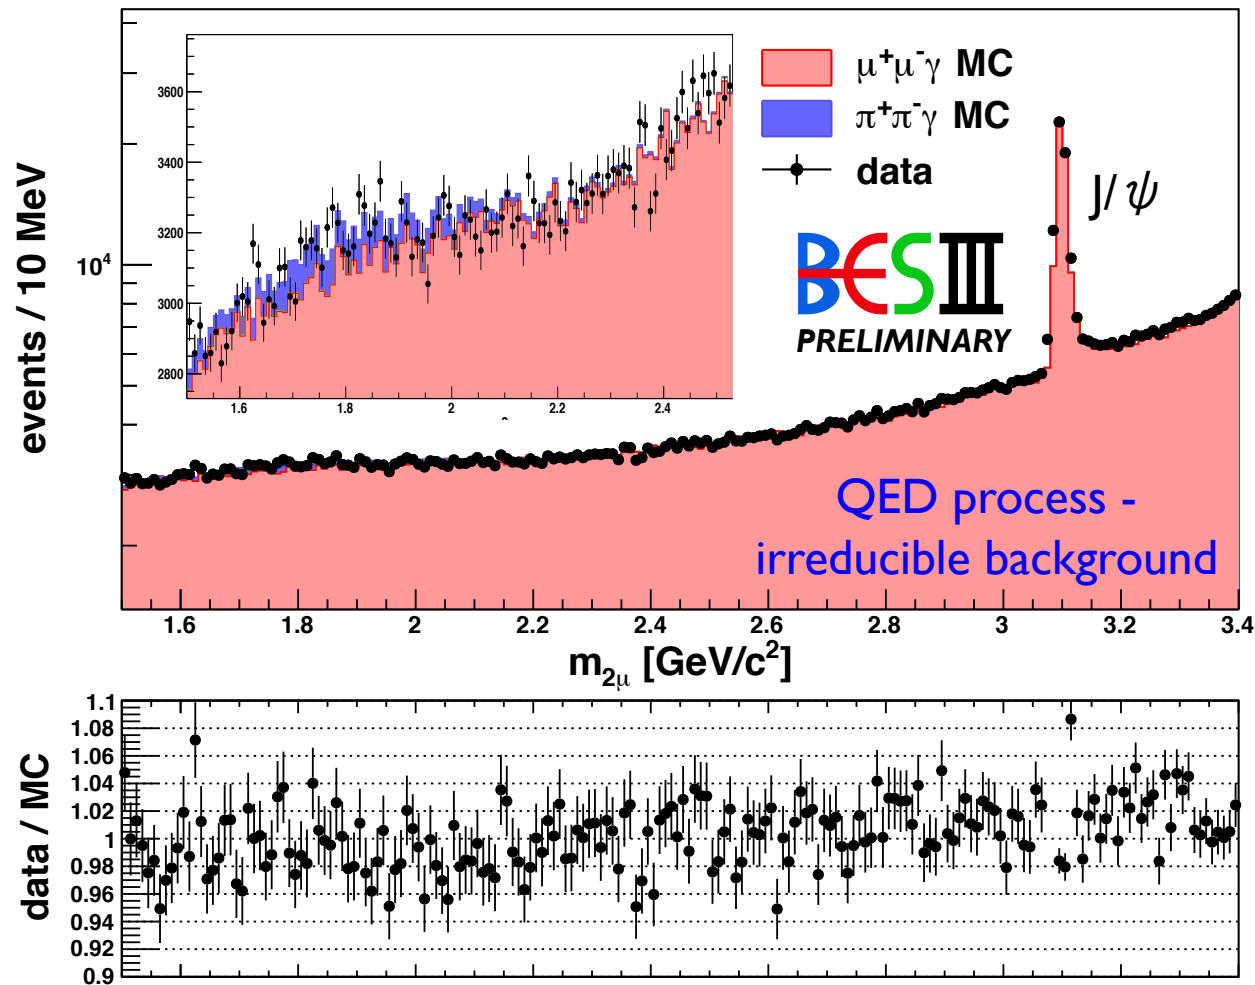 3600
3400
3200
3000
2800
1.6
1.8
2
2.2
2.4
μ⁺μ⁻γ MC
π⁺π⁻γ MC
data
J/ψ
BESIII
PRELIMINARY
QED process -
irreducible background
10⁴
events / 10 MeV
1.6
1.8
2
2.2
2.4
2.6
2.8
3
3.2
3.4
m₂μ [GeV/c²]
data / MC
1.1
1.08
1.06
1.04
1.02
1
0.98
0.96
0.94
0.92
0.9